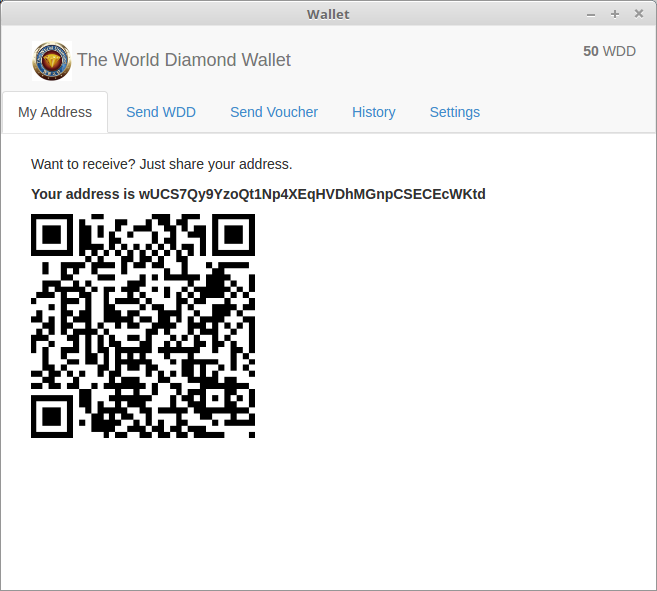 Wallet
The World Diamond Wallet
50 WDD
My Address Send WDD Send Voucher History Settings
Want to receive? Just share your address.
Your address is wUCS7Qy9YzoQt1Np4XEqHVDhMGnpCSECEcWKtd